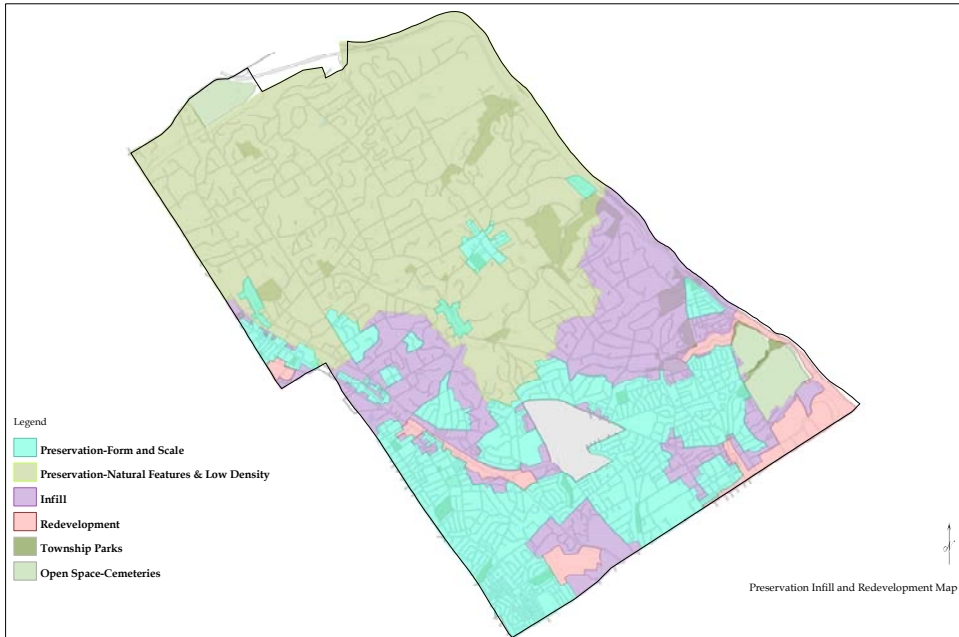 Legend
Preservation-Form and Scale
Preservation-Natural Features & Low Density
Infill
Redevelopment
Township Parks
Open Space-Cemeteries
Preservation Infill and Redevelopment Map